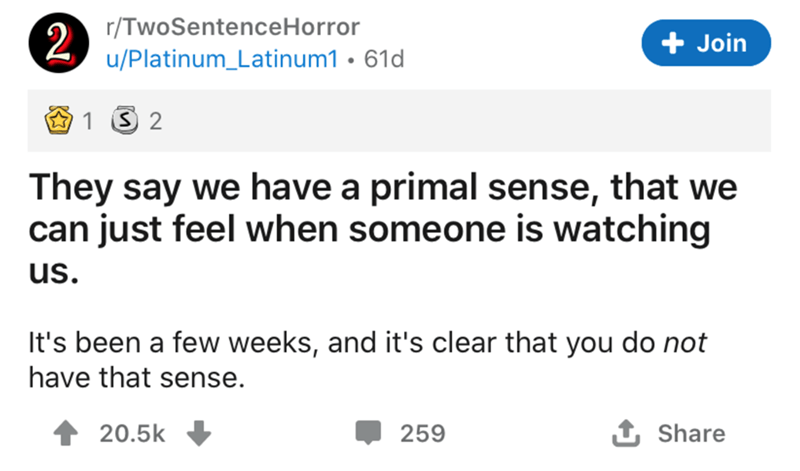 2
r/TwoSentenceHorror
u/Platinum_Latinum1 • 61d
+ Join
1 S 2
They say we have a primal sense, that we
can just feel when someone is watching
us.
It's been a few weeks, and it's clear that you do not
have that sense.
20.5k
259
Share